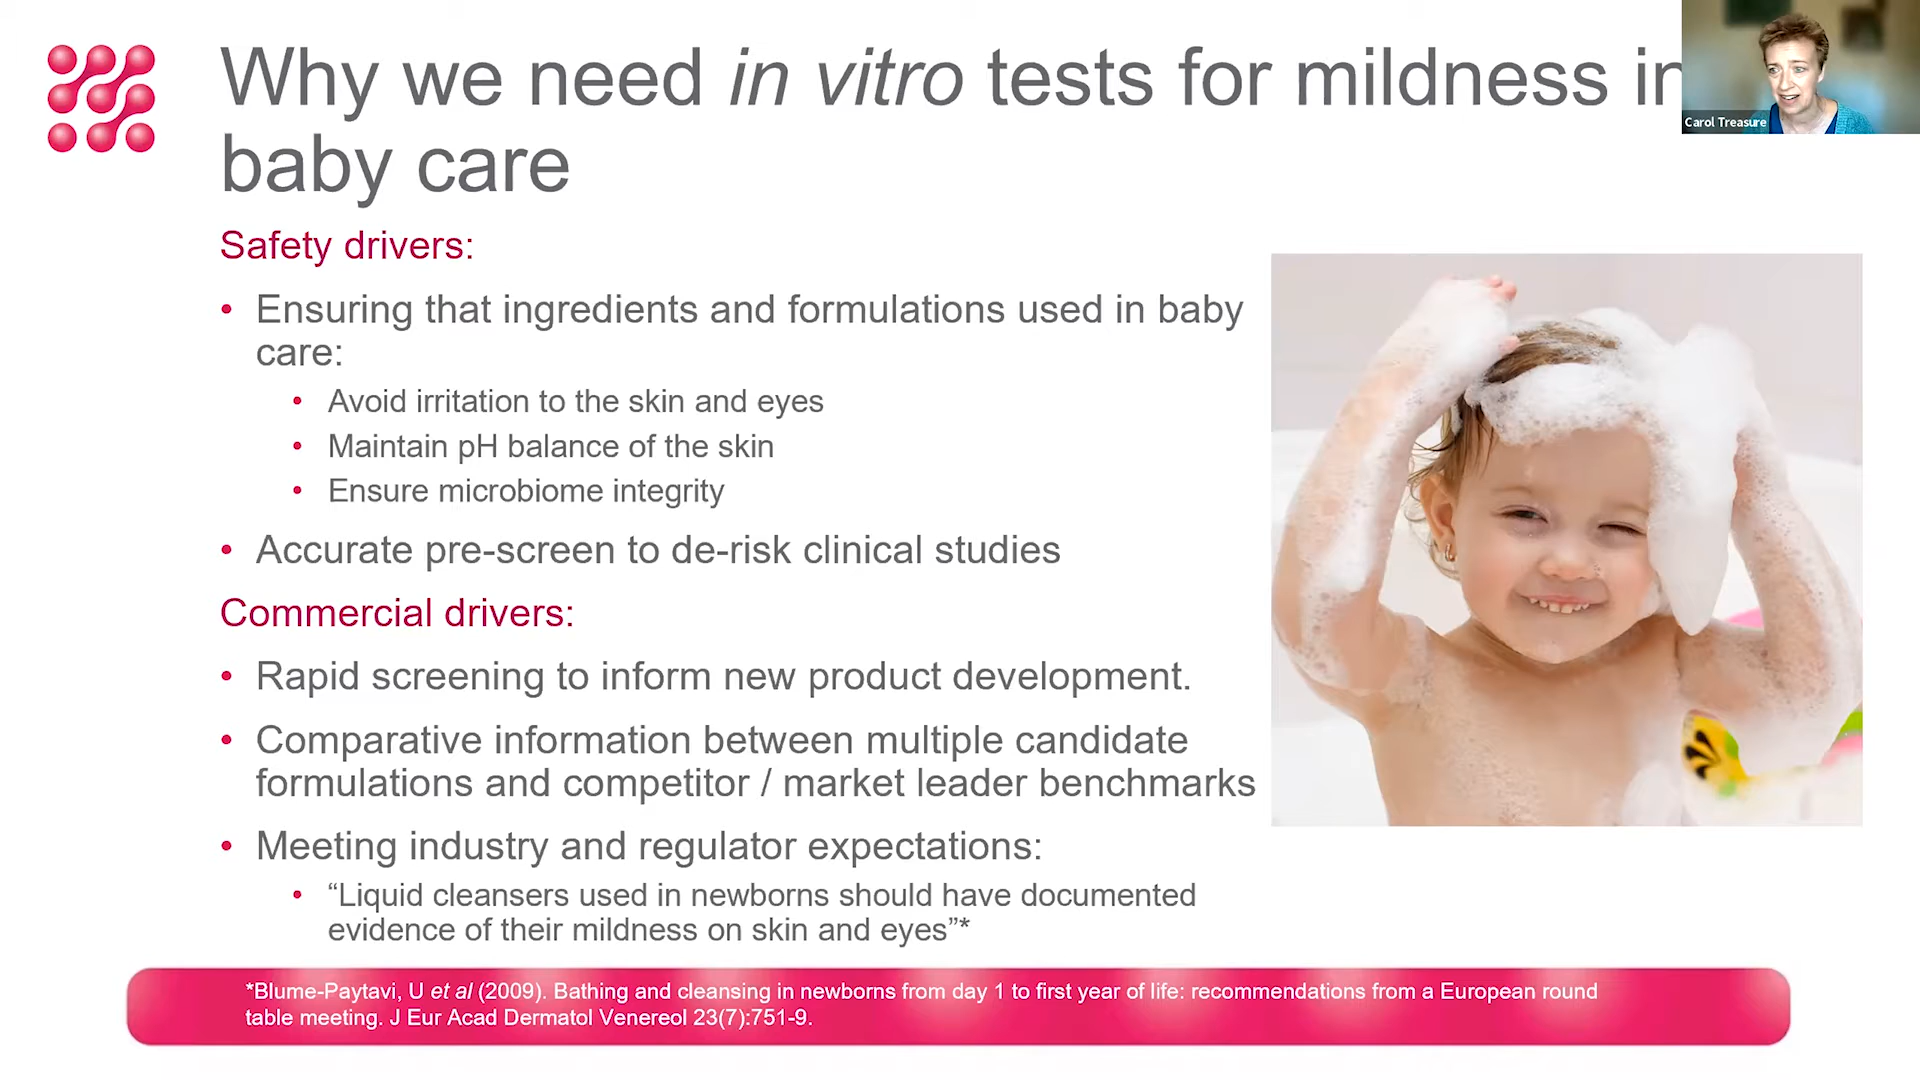 Why we need in vitro tests for mildness in
baby care
Carol Treasure
Safety drivers:
• Ensuring that ingredients and formulations used in baby
care:
• Avoid irritation to the skin and eyes
• Maintain pH balance of the skin
• Ensure microbiome integrity
• Accurate pre-screen to de-risk clinical studies
Commercial drivers:
• Rapid screening to inform new product development.
• Comparative information between multiple candidate
formulations and competitor / market leader benchmarks
• Meeting industry and regulator expectations:
• “Liquid cleansers used in newborns should have documented
evidence of their mildness on skin and eyes”*
*Blume-Paytavi, U et al (2009). Bathing and cleansing in newborns from day 1 to first year of life: recommendations from a European round
table meeting. J Eur Acad Dermatol Venereol 23(7):751-9.